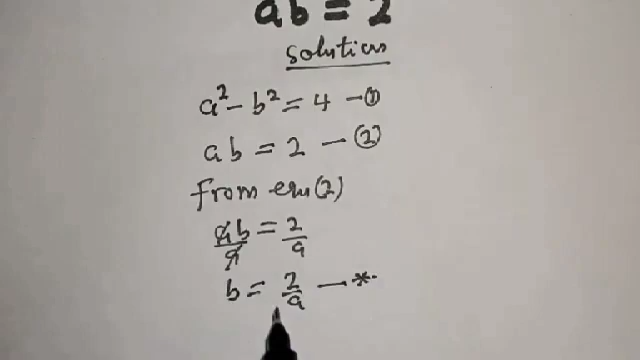 ab = 2
Solution
a² - b² = 4 — ①
ab = 2 — ②
from eqn(2)
ab/a = 2/a
b = 2/a — *